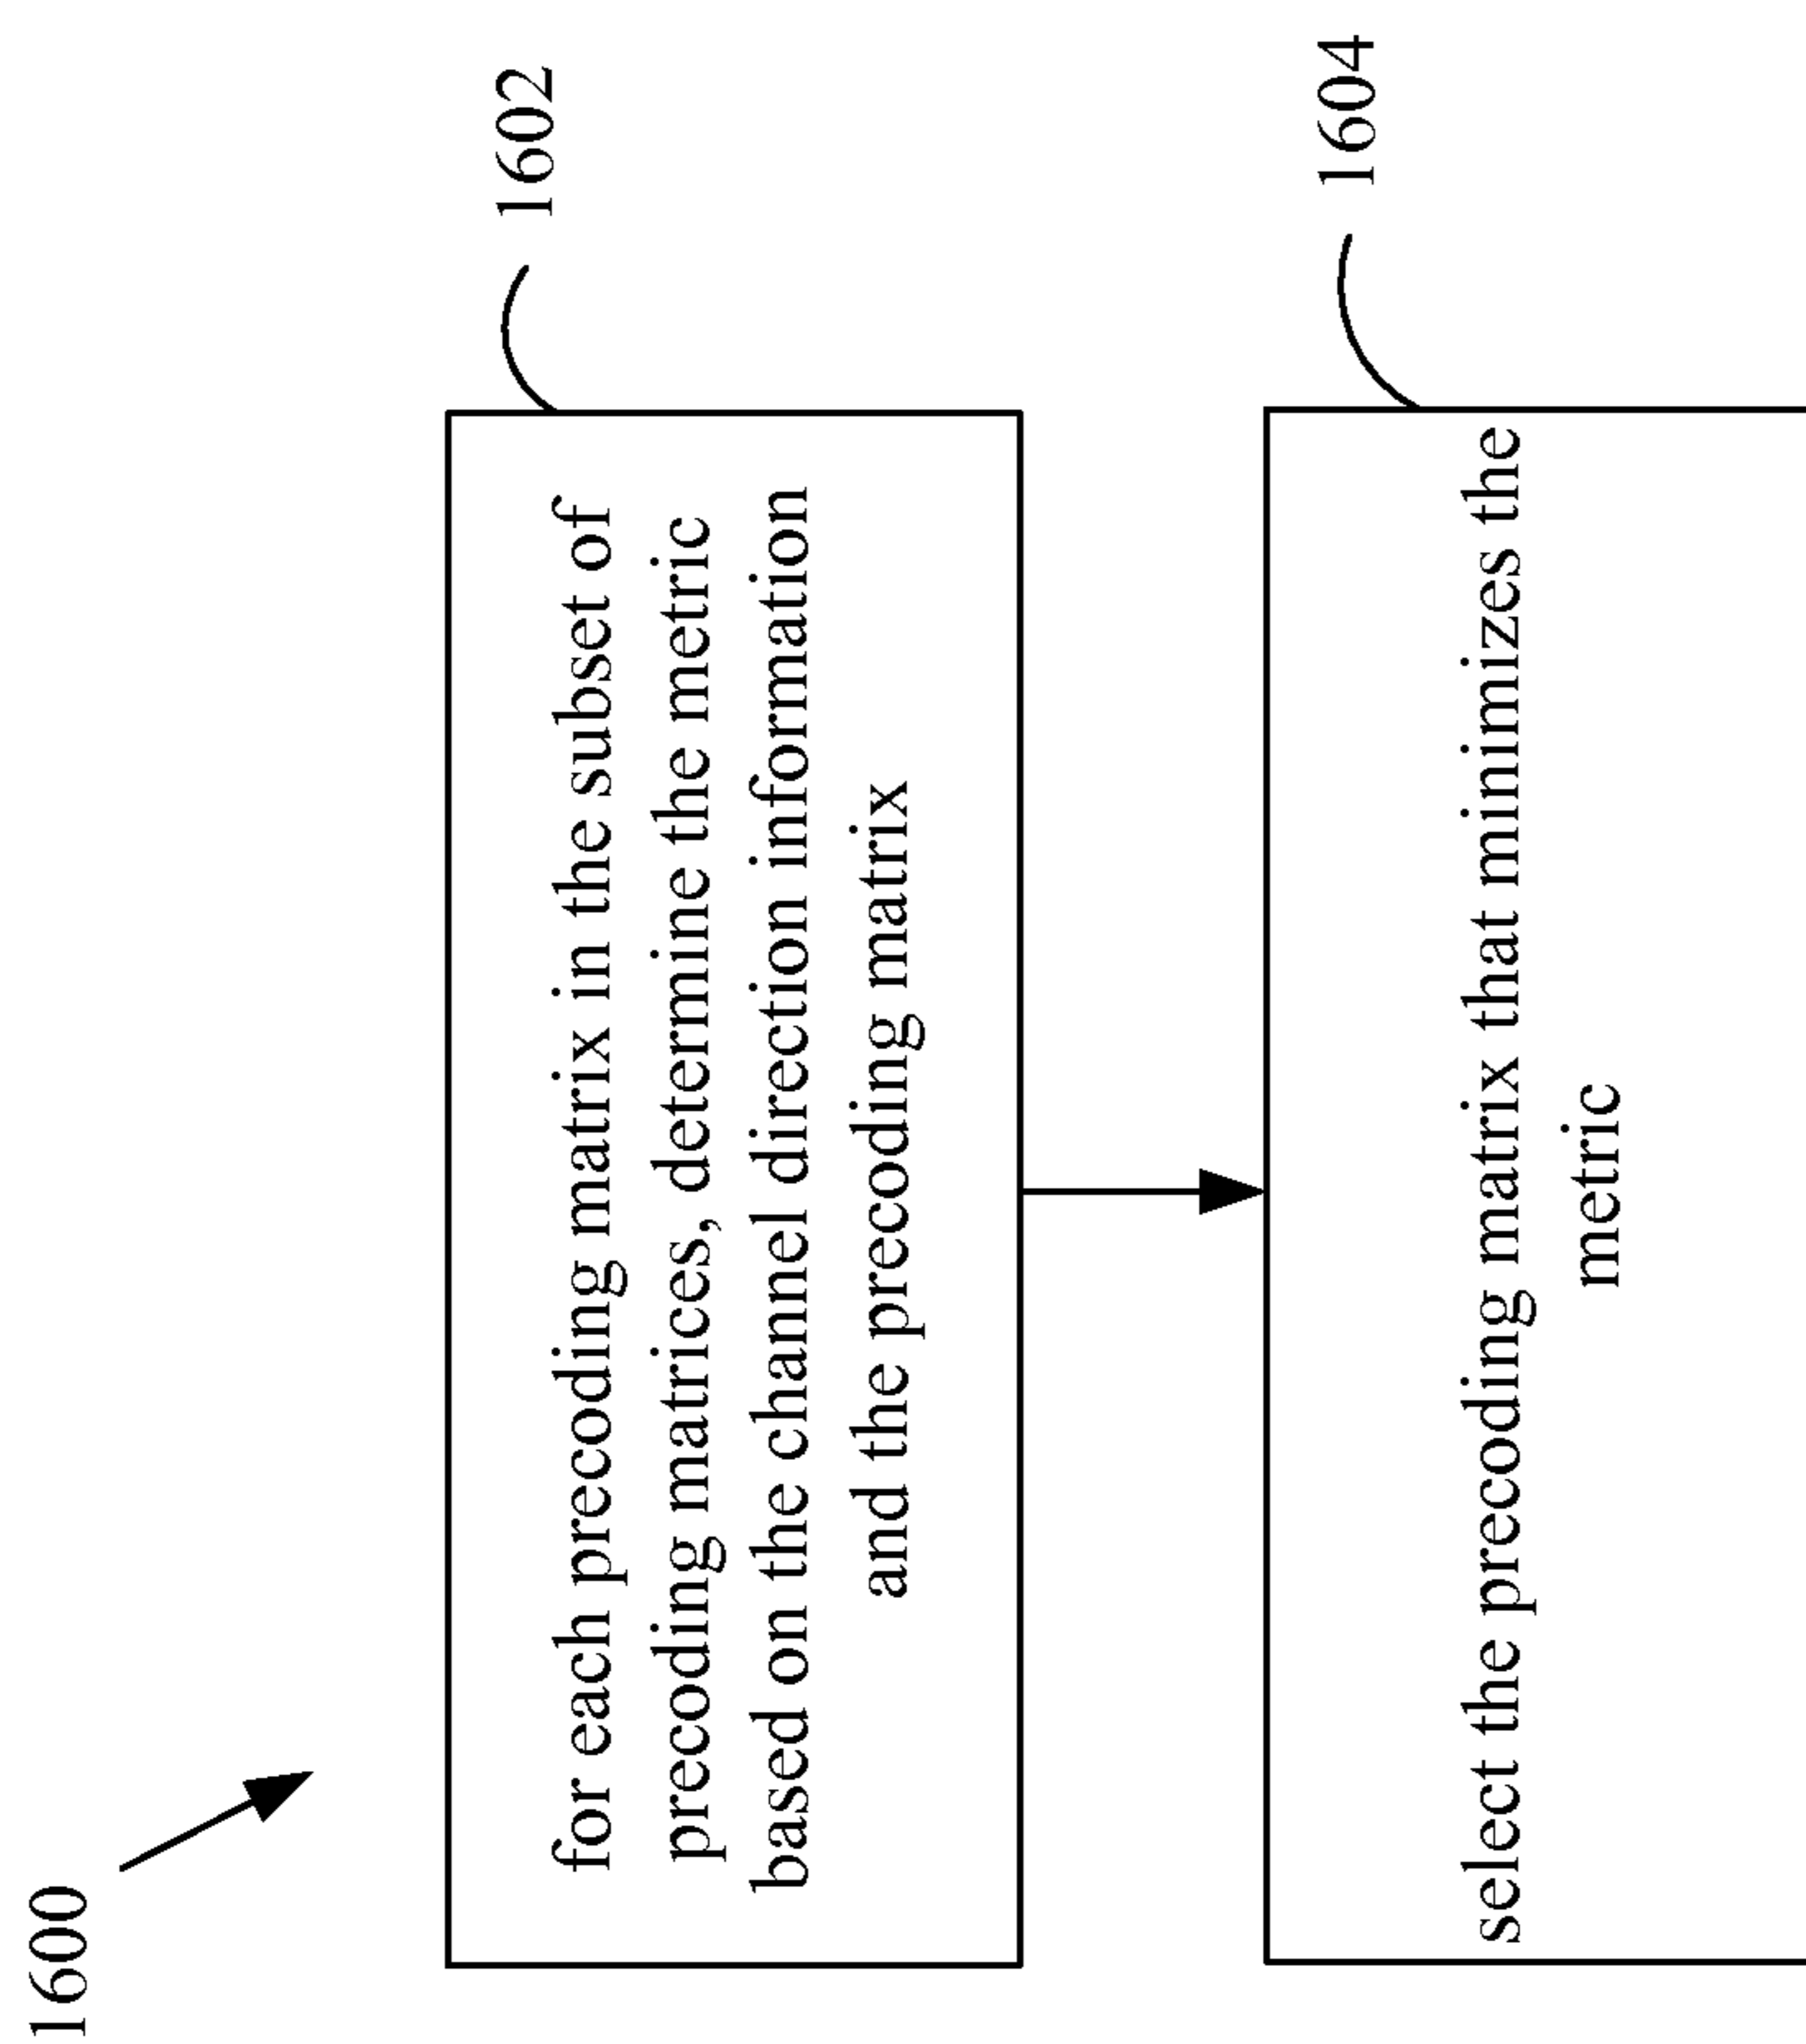 1600
1602
for each precoding matrix in the subset of
precoding matrices, determine the metric
based on the channel direction information
and the precoding matrix
1604
select the precoding matrix that minimizes the
metric